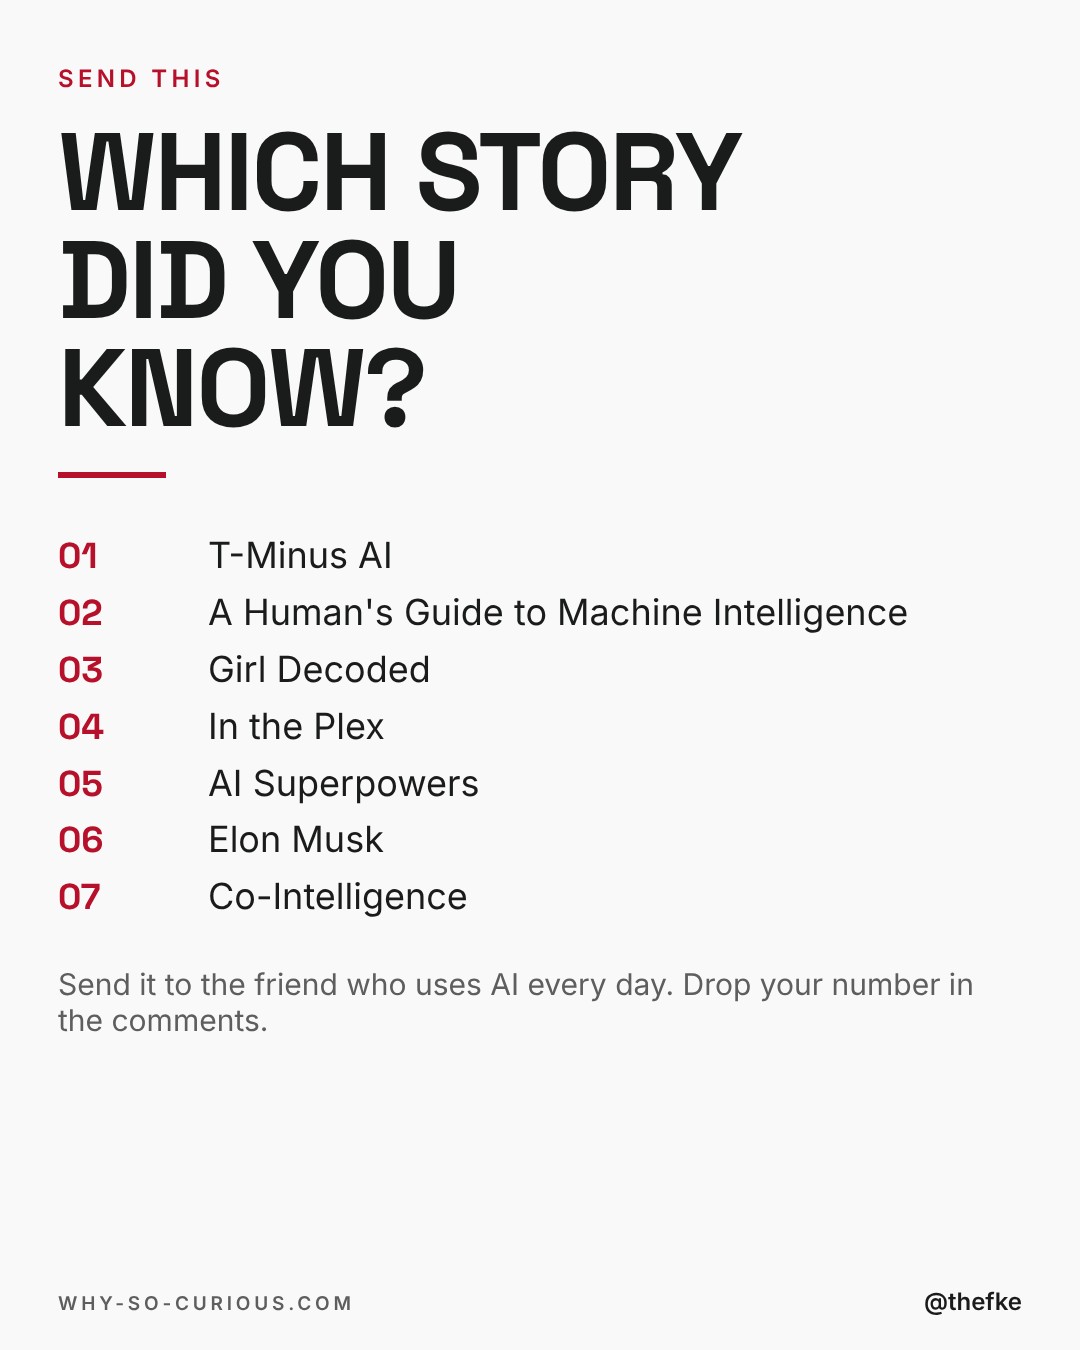 SEND THIS
WHICH STORY
DID YOU
KNOW?
01 T-Minus AI
02 A Human's Guide to Machine Intelligence
03 Girl Decoded
04 In the Plex
05 AI Superpowers
06 Elon Musk
07 Co-Intelligence
Send it to the friend who uses AI every day. Drop your number in
the comments.
WHY-SO-CURIOUS.COM @thefke